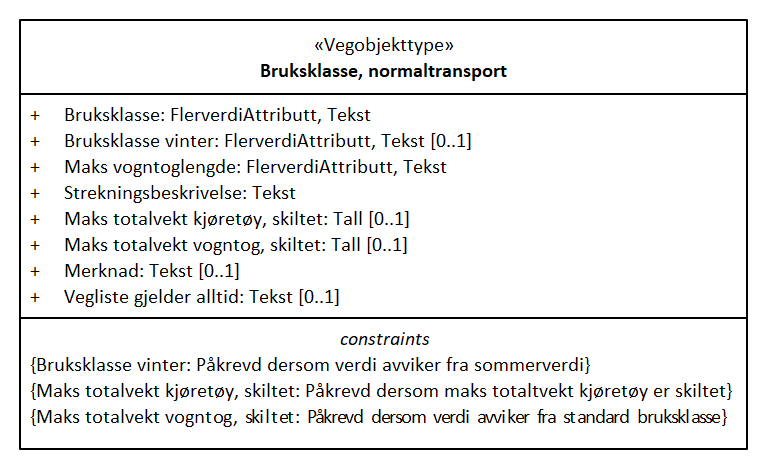 «Vegobjekttype»
Bruksklasse, normaltransport
+ Bruksklasse: FlerverdiAttributt, Tekst
+ Bruksklasse vinter: FlerverdiAttributt, Tekst [0..1]
+ Maks vogntoglengde: FlerverdiAttributt, Tekst
+ Strekningsbeskrivelse: Tekst
+ Maks totalvekt kjøretøy, skiltet: Tall [0..1]
+ Maks totalvekt vogntog, skiltet: Tall [0..1]
+ Merknad: Tekst [0..1]
+ Vegliste gjelder alltid: Tekst [0..1]
constraints
{Bruksklasse vinter: Påkrevd dersom verdi avviker fra sommerverdi}
{Maks totalvekt kjøretøy, skiltet: Påkrevd dersom maks totaltvekt kjøretøy er skiltet}
{Maks totalvekt vogntog, skiltet: Påkrevd dersom verdi avviker fra standard bruksklasse}